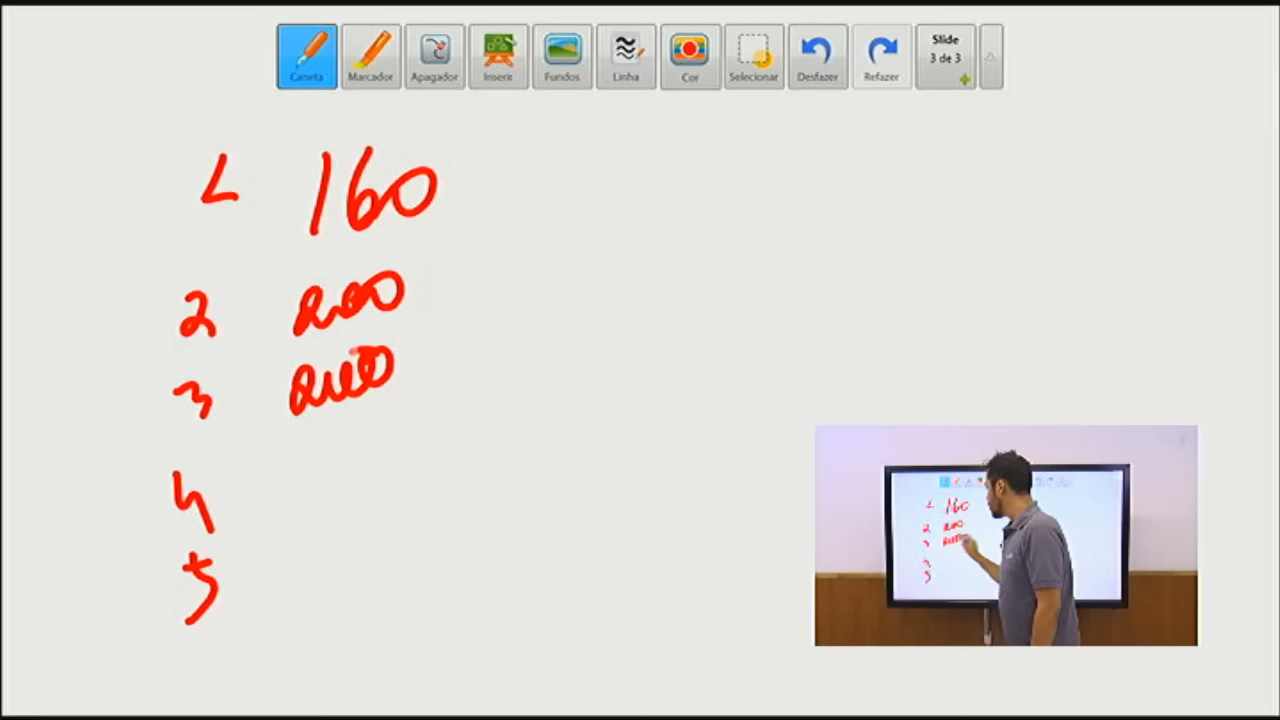 Caneta Marcador Apagador Inserir Fundos Linha Cor Selecionar Desfazer Refazer Slide
3 de 3
1 160
2 200
3 240
4
5